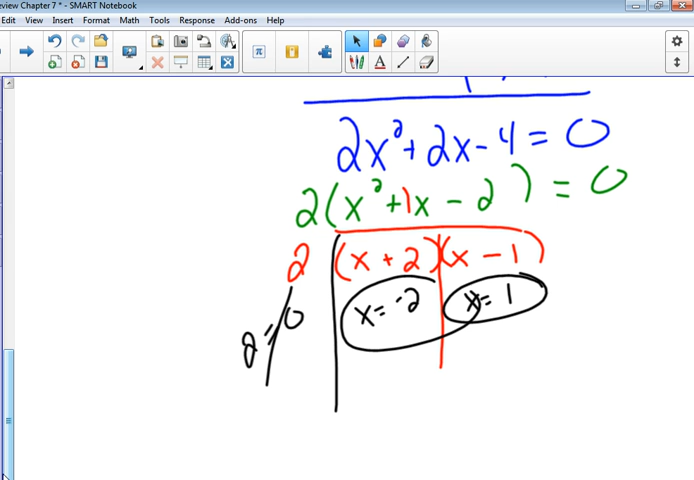 eview Chapter 7 * - SMART Notebook
Edit View Insert Format Math Tools Response Add-ons Help
2x²+2x-4=0
2(x²+1x-2)=0
2 (x+2)(x-1)
2=0 x=-2 x=1